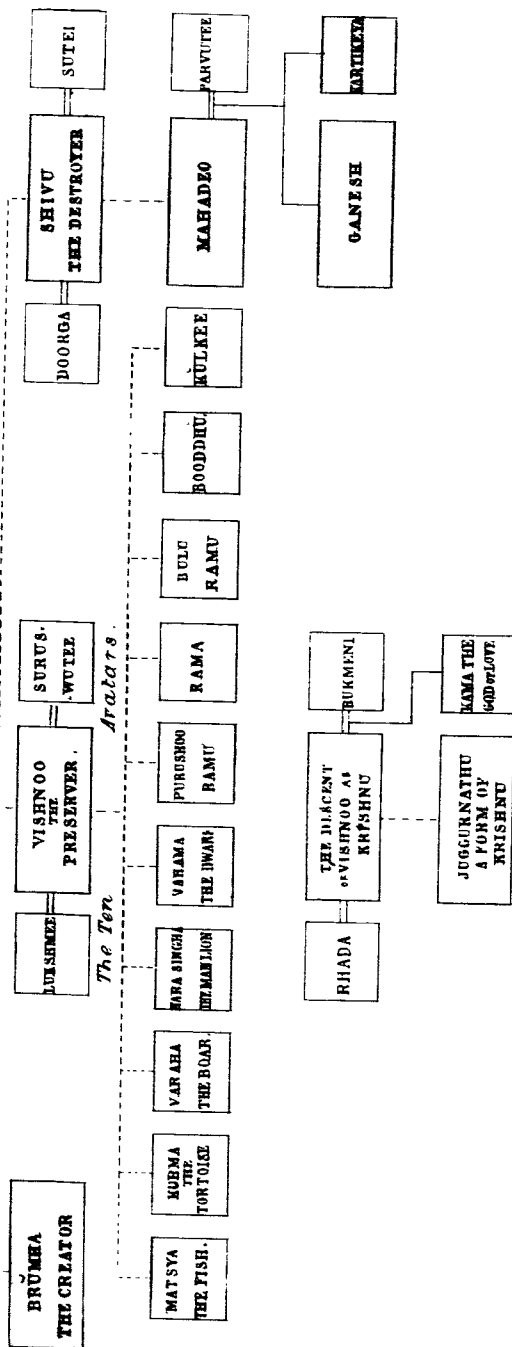 BRŬMHA
THE CREATOR
LUKSHMEE
VISHNOO
THE
PRESERVER.
SURUS.
WUTEE
DOORGA
SHIVU
THE DESTROYER
SUTEI
The Ten Avatars.
MATSYA
THE FISH.
KURMA
THE
TORTOISE
VARAHA
THE BOAR.
NARA SINGHA
THE MAN LION
VAHAMA
THE DWARF
PURUSHOO
RAMU
RAMA
BULU
RAMU
BOODDHU.
KULKEE
MAHADEO
PARVUTEE
RHADA
THE DESCENT
OF VISHNOO AS
KRISHNU
RUKMENI
GANESH
KARTIKEYA
JUGGURNATHU
A FORM OF
KRISHNU
KAMA THE
GOD OF LOVE